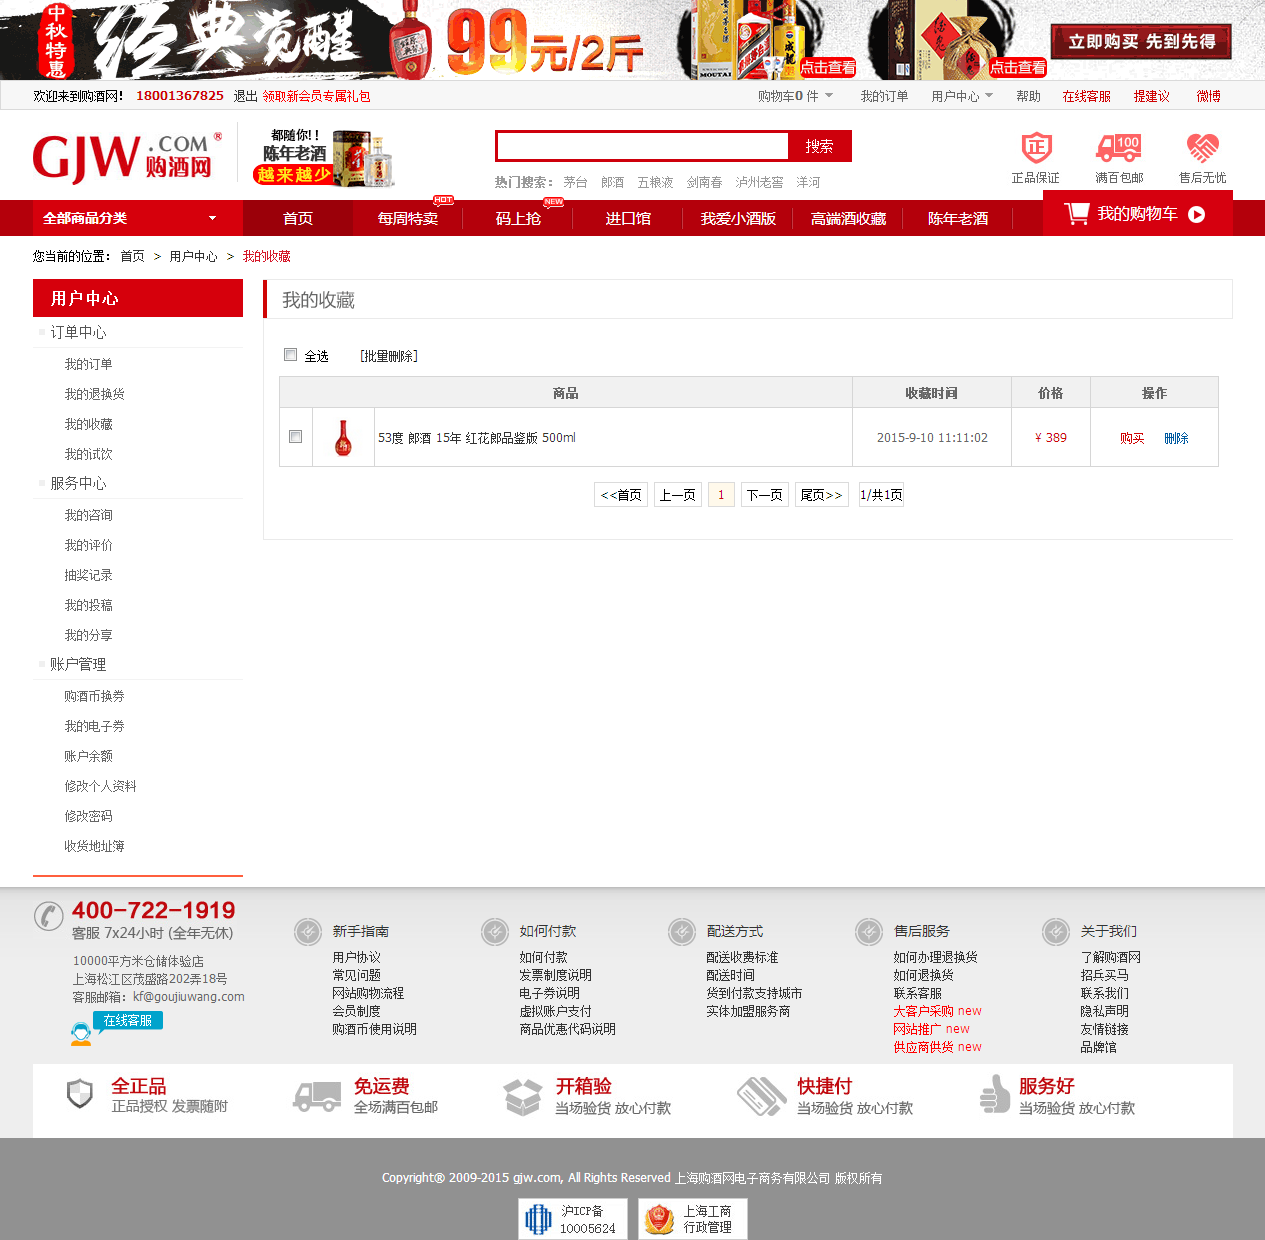 中秋特惠
经典觉醒
99元/2斤
点击查看
点击查看
立即购买 先到先得
欢迎来到购酒网! 18001367825 退出 领取新会员专属礼包
购物车0 件 我的订单 用户中心 帮助 在线客服 提建议 微博
GJW.COM® 购酒网
都随你!!
陈年老酒
越来越少
搜索
热门搜索: 茅台 郎酒 五粮液 剑南春 泸州老窖 洋河
正
100
正品保证 满百包邮 售后无忧
HOT NEW
全部商品分类 首页 每周特卖 码上抢 进口馆 我爱小酒版 高端酒收藏 陈年老酒 我的购物车
您当前的位置: 首页 > 用户中心 > 我的收藏
用户中心
订单中心
我的订单
我的退换货
我的收藏
我的试饮
服务中心
我的咨询
我的评价
抽奖记录
我的投稿
我的分享
账户管理
购酒币换券
我的电子券
账户余额
修改个人资料
修改密码
收货地址簿
我的收藏
全选 [批量删除]
商品 收藏时间 价格 操作
53度 郎酒 15年 红花郎品鉴版 500ml 2015-9-10 11:11:02 ¥ 389 购买 删除
<<首页 上一页 1 下一页 尾页>> 1/共1页
400-722-1919
客服 7x24小时 (全年无休)
10000平方米仓储体验店
上海松江区茂盛路202弄18号
客服邮箱: kf@goujiuwang.com
在线客服
新手指南
用户协议
常见问题
网站购物流程
会员制度
购酒币使用说明
如何付款
如何付款
发票制度说明
电子券说明
虚拟账户支付
商品优惠代码说明
配送方式
配送收费标准
配送时间
货到付款支持城市
实体加盟服务商
售后服务
如何办理退换货
如何退换货
联系客服
大客户采购 new
网站推广 new
供应商供货 new
关于我们
了解购酒网
招兵买马
联系我们
隐私声明
友情链接
品牌馆
全正品
正品授权 发票随附
免运费
全场满百包邮
开箱验
当场验货 放心付款
快捷付
当场验货 放心付款
服务好
当场验货 放心付款
Copyright® 2009-2015 gjw.com, All Rights Reserved 上海购酒网电子商务有限公司 版权所有
沪ICP备
10005624
上海工商
行政管理